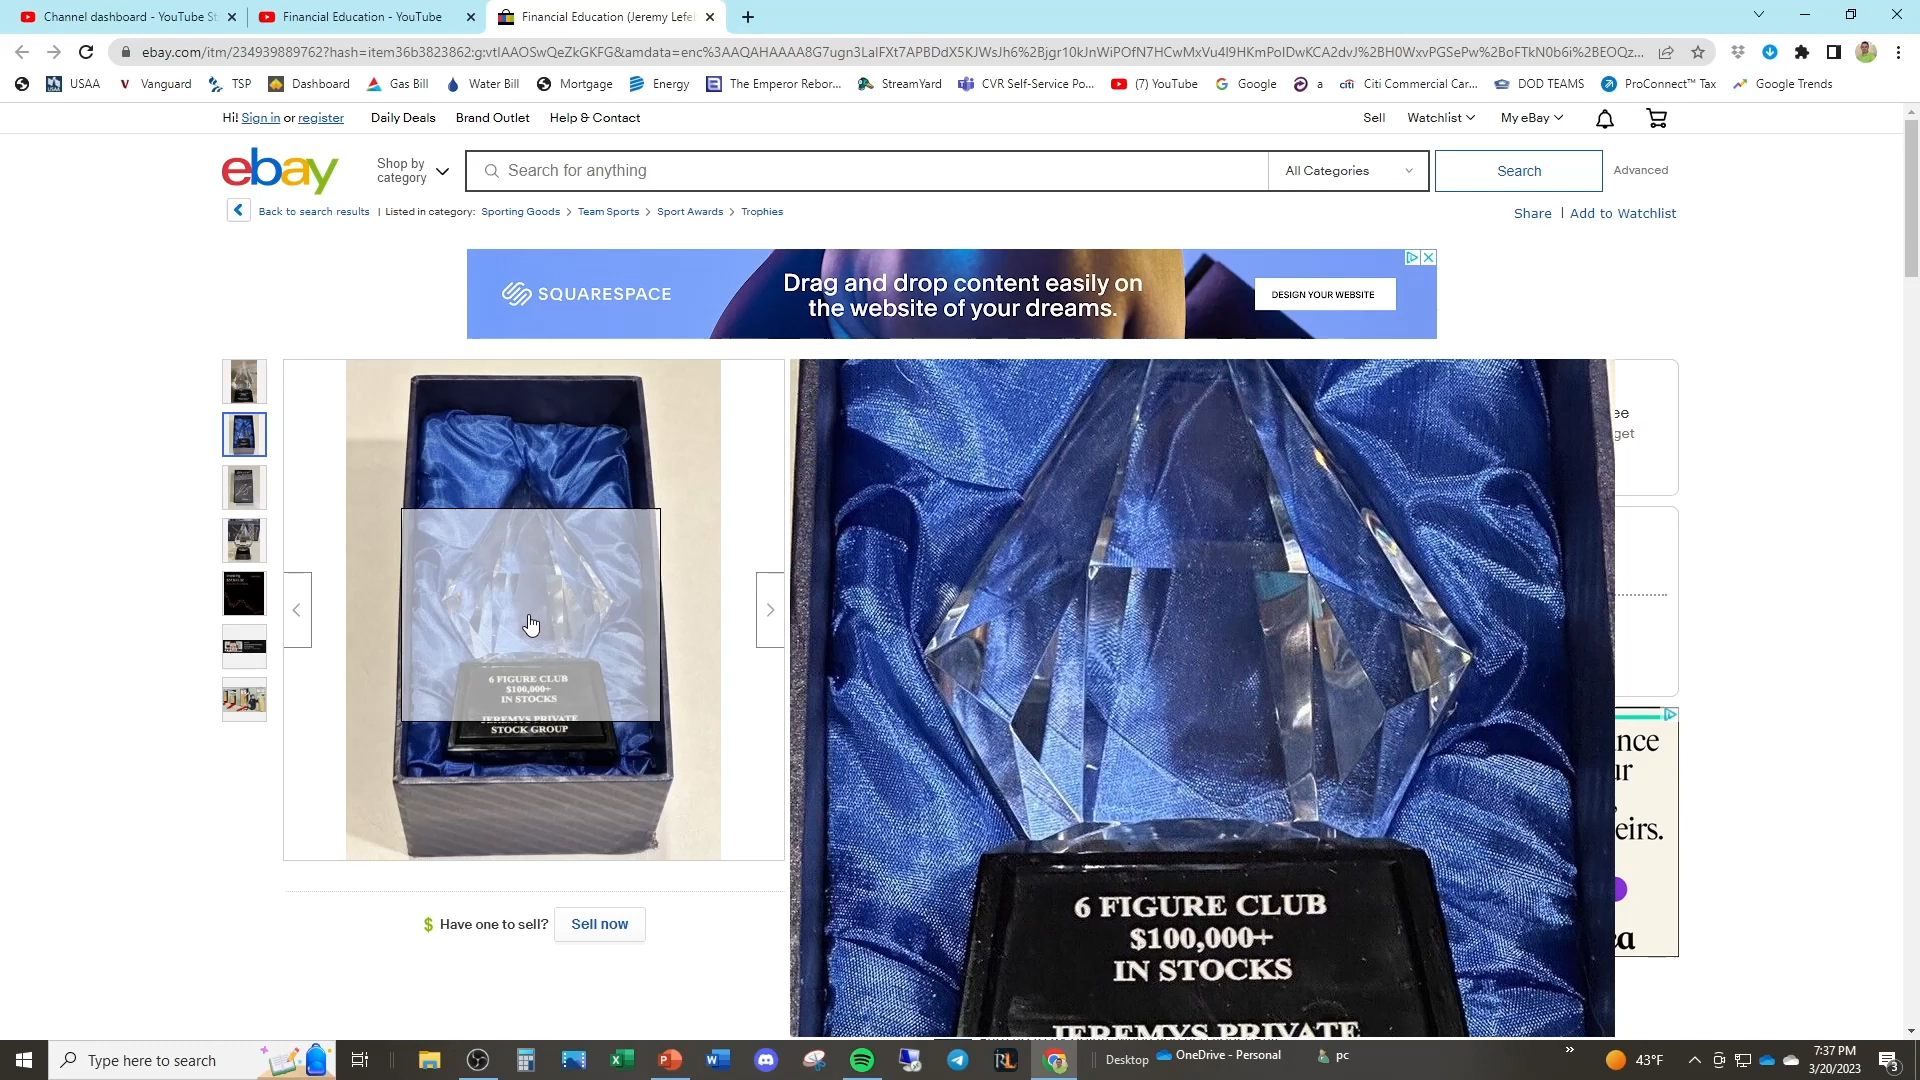 Channel dashboard - YouTube St
Financial Education - YouTube
Financial Education (Jeremy Lefe
ebay.com/itm/234939889762?hash=item36b3823862:g:vtIAAOSwQeZkGKFG&amdata=enc%3AAQAHAAAA8G7ugn3LalFXt7APBDdX5KJWsJh6%2Bjgr10kJnWiPOfN7HCwMxVu4l9HKmPoIDwKCA2dvJ%2BH0WxvPGSePw%2BoFTkN0b6i%2BEOQz...
USAA
Vanguard
TSP
Dashboard
Gas Bill
Water Bill
Mortgage
Energy
The Emperor Rebor...
StreamYard
CVR Self-Service Po...
(7) YouTube
Google
a
Citi Commercial Car...
DOD TEAMS
ProConnect™ Tax
Google Trends
Hi! Sign in or register
Daily Deals
Brand Outlet
Help & Contact
Sell
Watchlist
My eBay
ebay
Shop by category
Search for anything
All Categories
Search
Advanced
Back to search results | Listed in category: Sporting Goods > Team Sports > Sport Awards > Trophies
Share | Add to Watchlist
SQUARESPACE
Drag and drop content easily on
the website of your dreams.
DESIGN YOUR WEBSITE
ee
get
6 FIGURE CLUB
$100,000+
IN STOCKS
JEREMYS PRIVATE
STOCK GROUP
6 FIGURE CLUB
$100,000+
IN STOCKS
JEREMYS PRIVATE
eirs.
Have one to sell? Sell now
Type here to search
Desktop
OneDrive - Personal
pc
43°F
7:37 PM
3/20/2023
3